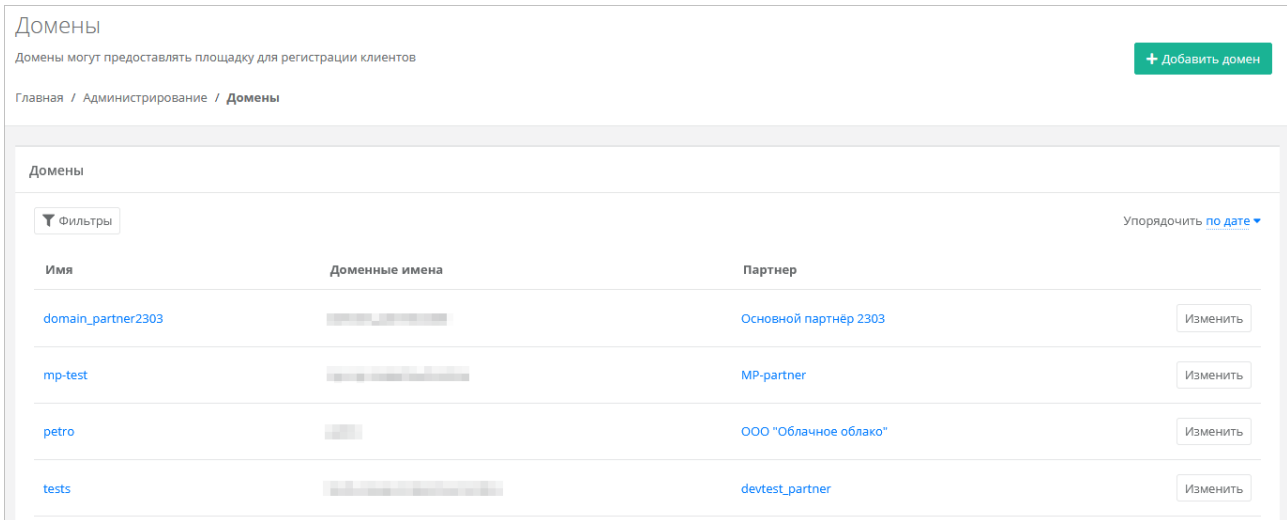 Домены
Домены могут предоставлять площадку для регистрации клиентов
+ Добавить домен
Главная / Администрирование / Домены
Домены
Фильтры
Упорядочить по дате
Имя Доменные имена Партнер
domain_partner2303 Основной партнёр 2303 Изменить
mp-test MP-partner Изменить
petro ООО "Облачное облако" Изменить
tests devtest_partner Изменить